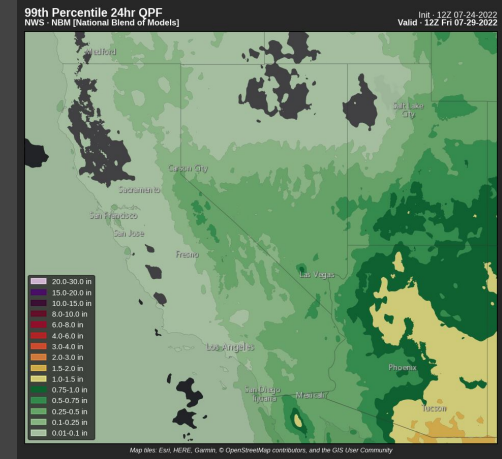 99th Percentile 24hr QPF
NWS · NBM [National Blend of Models]
Init · 12Z 07-24-2022
Valid · 12Z Fri 07-29-2022
Medford
Salt Lake
City
Carson City
Sacramento
San Francisco
San Jose
Fresno
Las Vegas
Los Angeles
Phoenix
San Diego
Tijuana
Mexicali
Tucson
20.0-30.0 in
15.0-20.0 in
10.0-15.0 in
8.0-10.0 in
6.0-8.0 in
4.0-6.0 in
3.0-4.0 in
2.0-3.0 in
1.5-2.0 in
1.0-1.5 in
0.75-1.0 in
0.5-0.75 in
0.25-0.5 in
0.1-0.25 in
0.01-0.1 in
Map tiles: Esri, HERE, Garmin, © OpenStreetMap contributors, and the GIS User Community